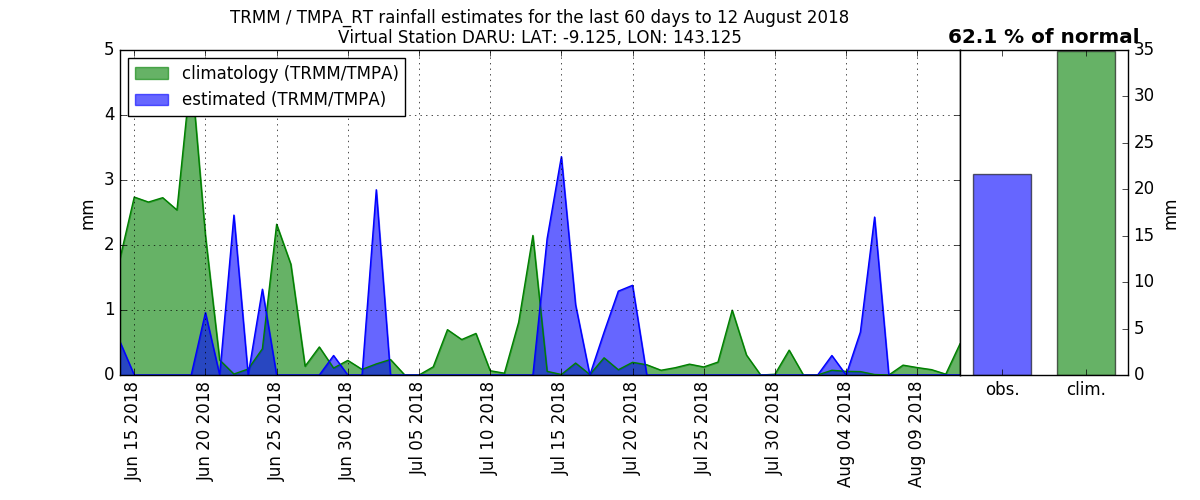 TRMM / TMPA_RT rainfall estimates for the last 60 days to 12 August 2018
Virtual Station DARU: LAT: -9.125, LON: 143.125
62.1 % of normal
climatology (TRMM/TMPA)
estimated (TRMM/TMPA)
5
4
3
2
1
0
mm
Jun 15 2018
Jun 20 2018
Jun 25 2018
Jun 30 2018
Jul 05 2018
Jul 10 2018
Jul 15 2018
Jul 20 2018
Jul 25 2018
Jul 30 2018
Aug 04 2018
Aug 09 2018
obs.
clim.
35
30
25
20
15
10
5
0
mm